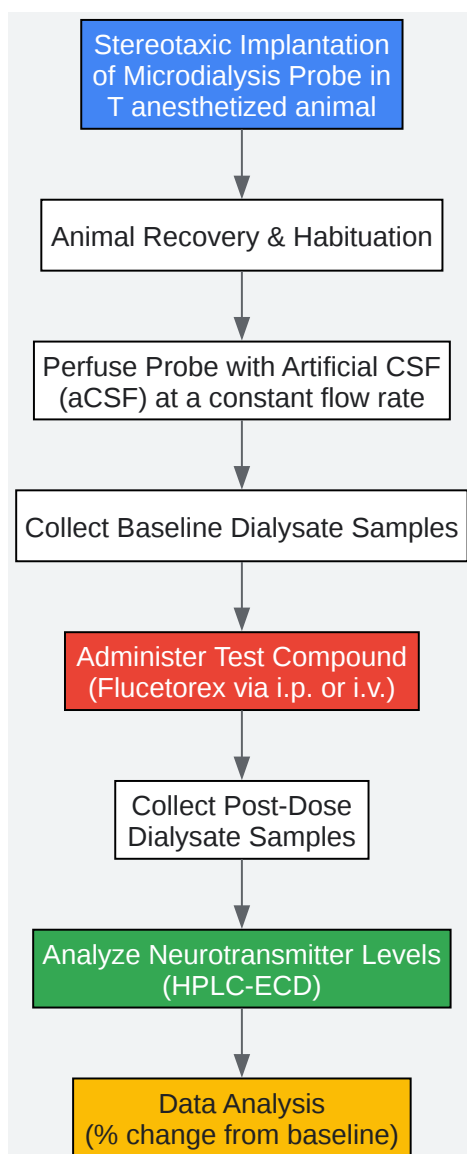 Stereotaxic Implantation
of Microdialysis Probe in
T anesthetized animal
Animal Recovery & Habituation
Perfuse Probe with Artificial CSF
(aCSF) at a constant flow rate
Collect Baseline Dialysate Samples
Administer Test Compound
(Flucetorex via i.p. or i.v.)
Collect Post-Dose
Dialysate Samples
Analyze Neurotransmitter Levels
(HPLC-ECD)
Data Analysis
(% change from baseline)